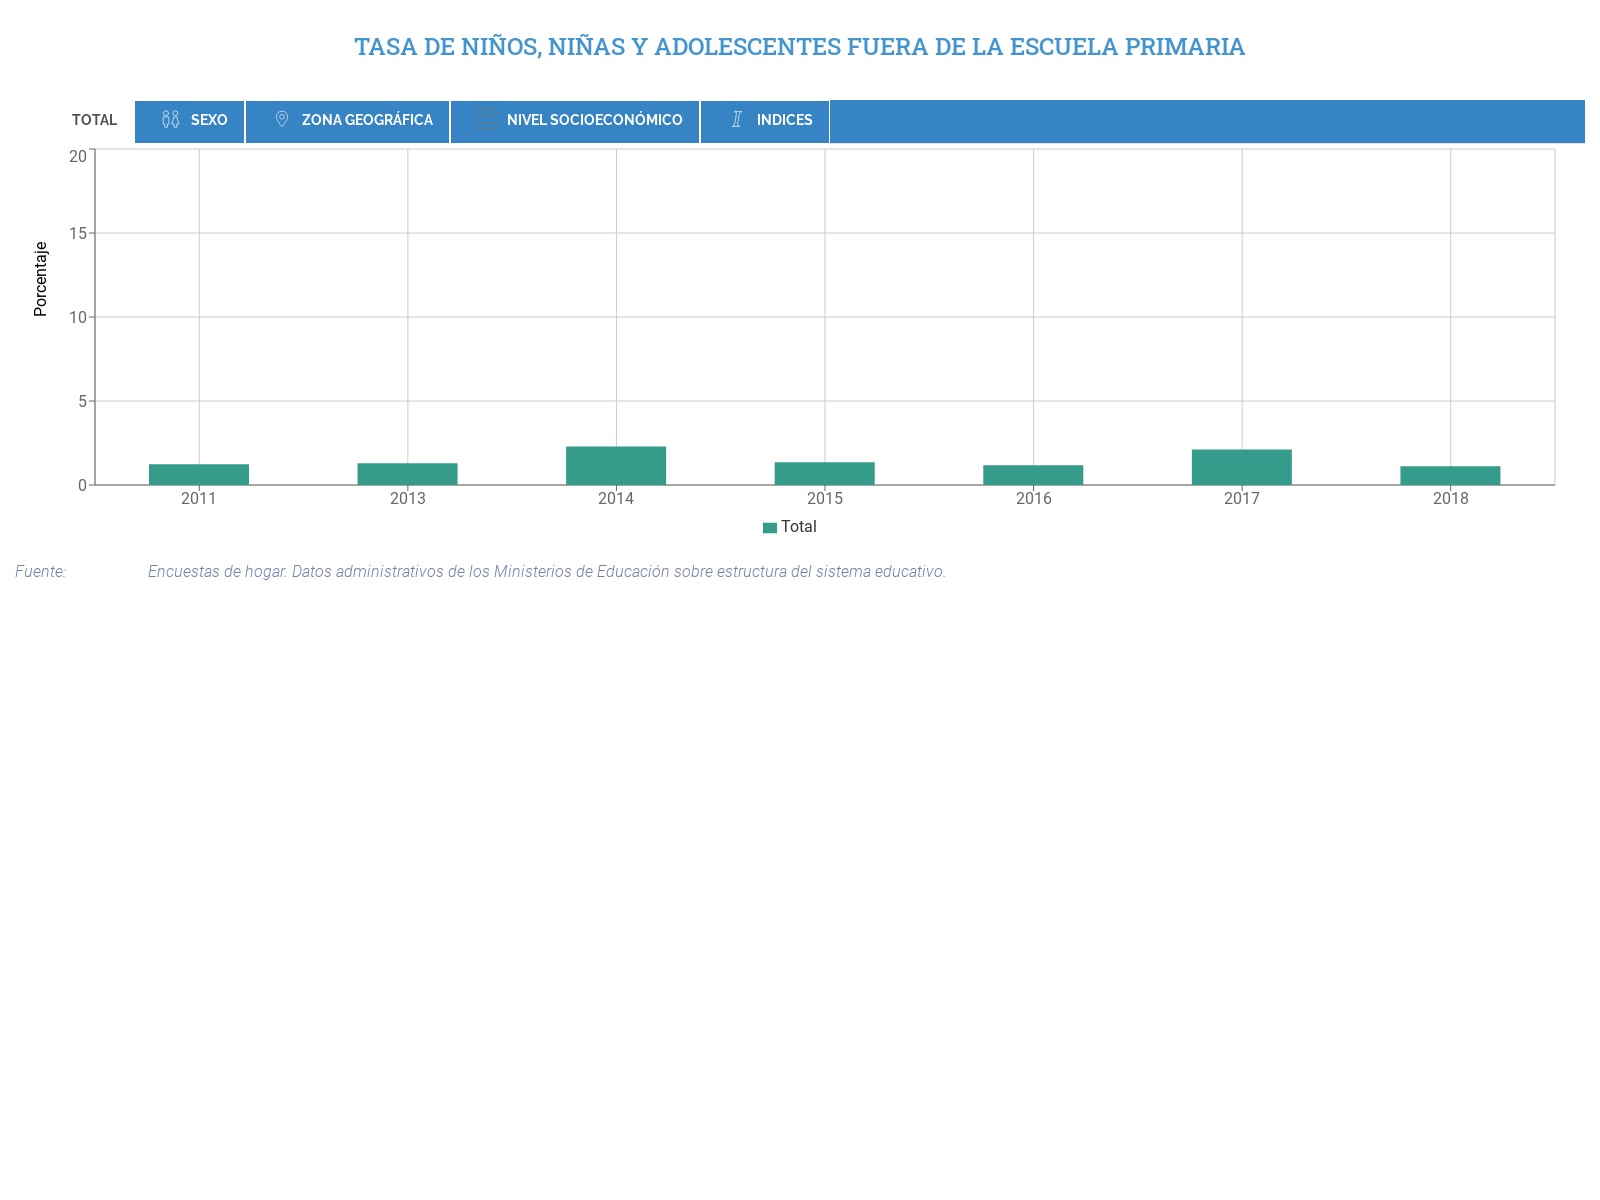 TASA DE NIÑOS, NIÑAS Y ADOLESCENTES FUERA DE LA ESCUELA PRIMARIA
TOTAL SEXO ZONA GEOGRÁFICA NIVEL SOCIOECONÓMICO INDICES
Porcentaje
20
15
10
5
0
2011 2013 2014 2015 2016 2017 2018
Total
Fuente: Encuestas de hogar. Datos administrativos de los Ministerios de Educación sobre estructura del sistema educativo.